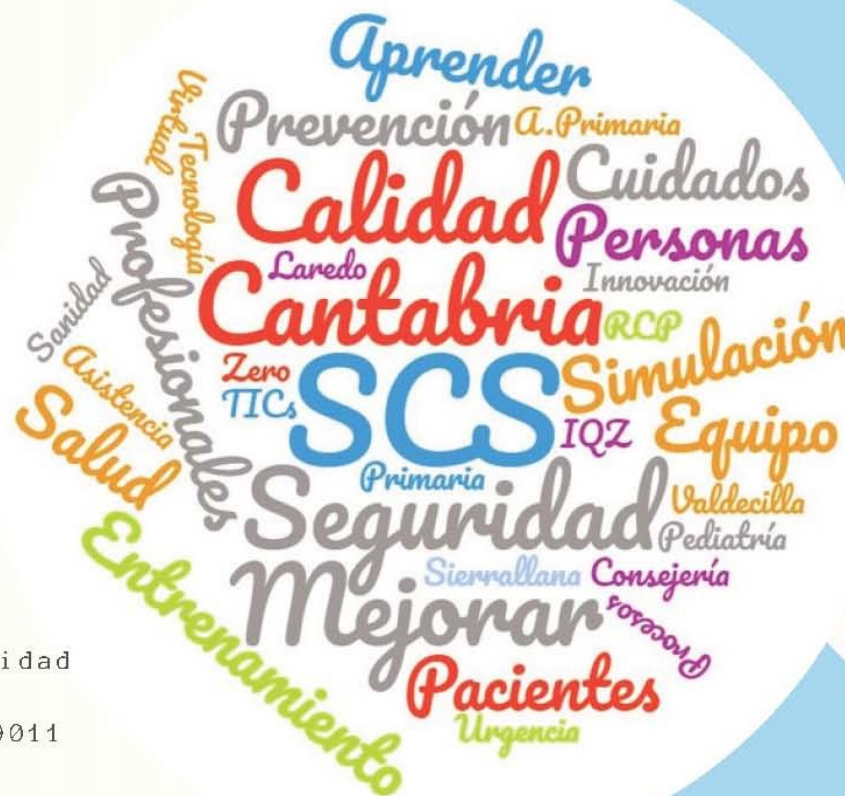 Aprender
Virtual
Tecnología
Prevención
A.Primaria
Profesionales
Calidad
Cuidados
Personas
Laredo
Innovación
Sanidad
Cantabria
RCP
Asistencia
Zero
TICs
SCS
Simulación
Salud
IQZ
Equipo
Primaria
Seguridad
Valdecilla
Pediatría
Entrenamiento
Mejorar
Sierrallana
Consejería
Procesos
idad
Pacientes
Urgencia
9011